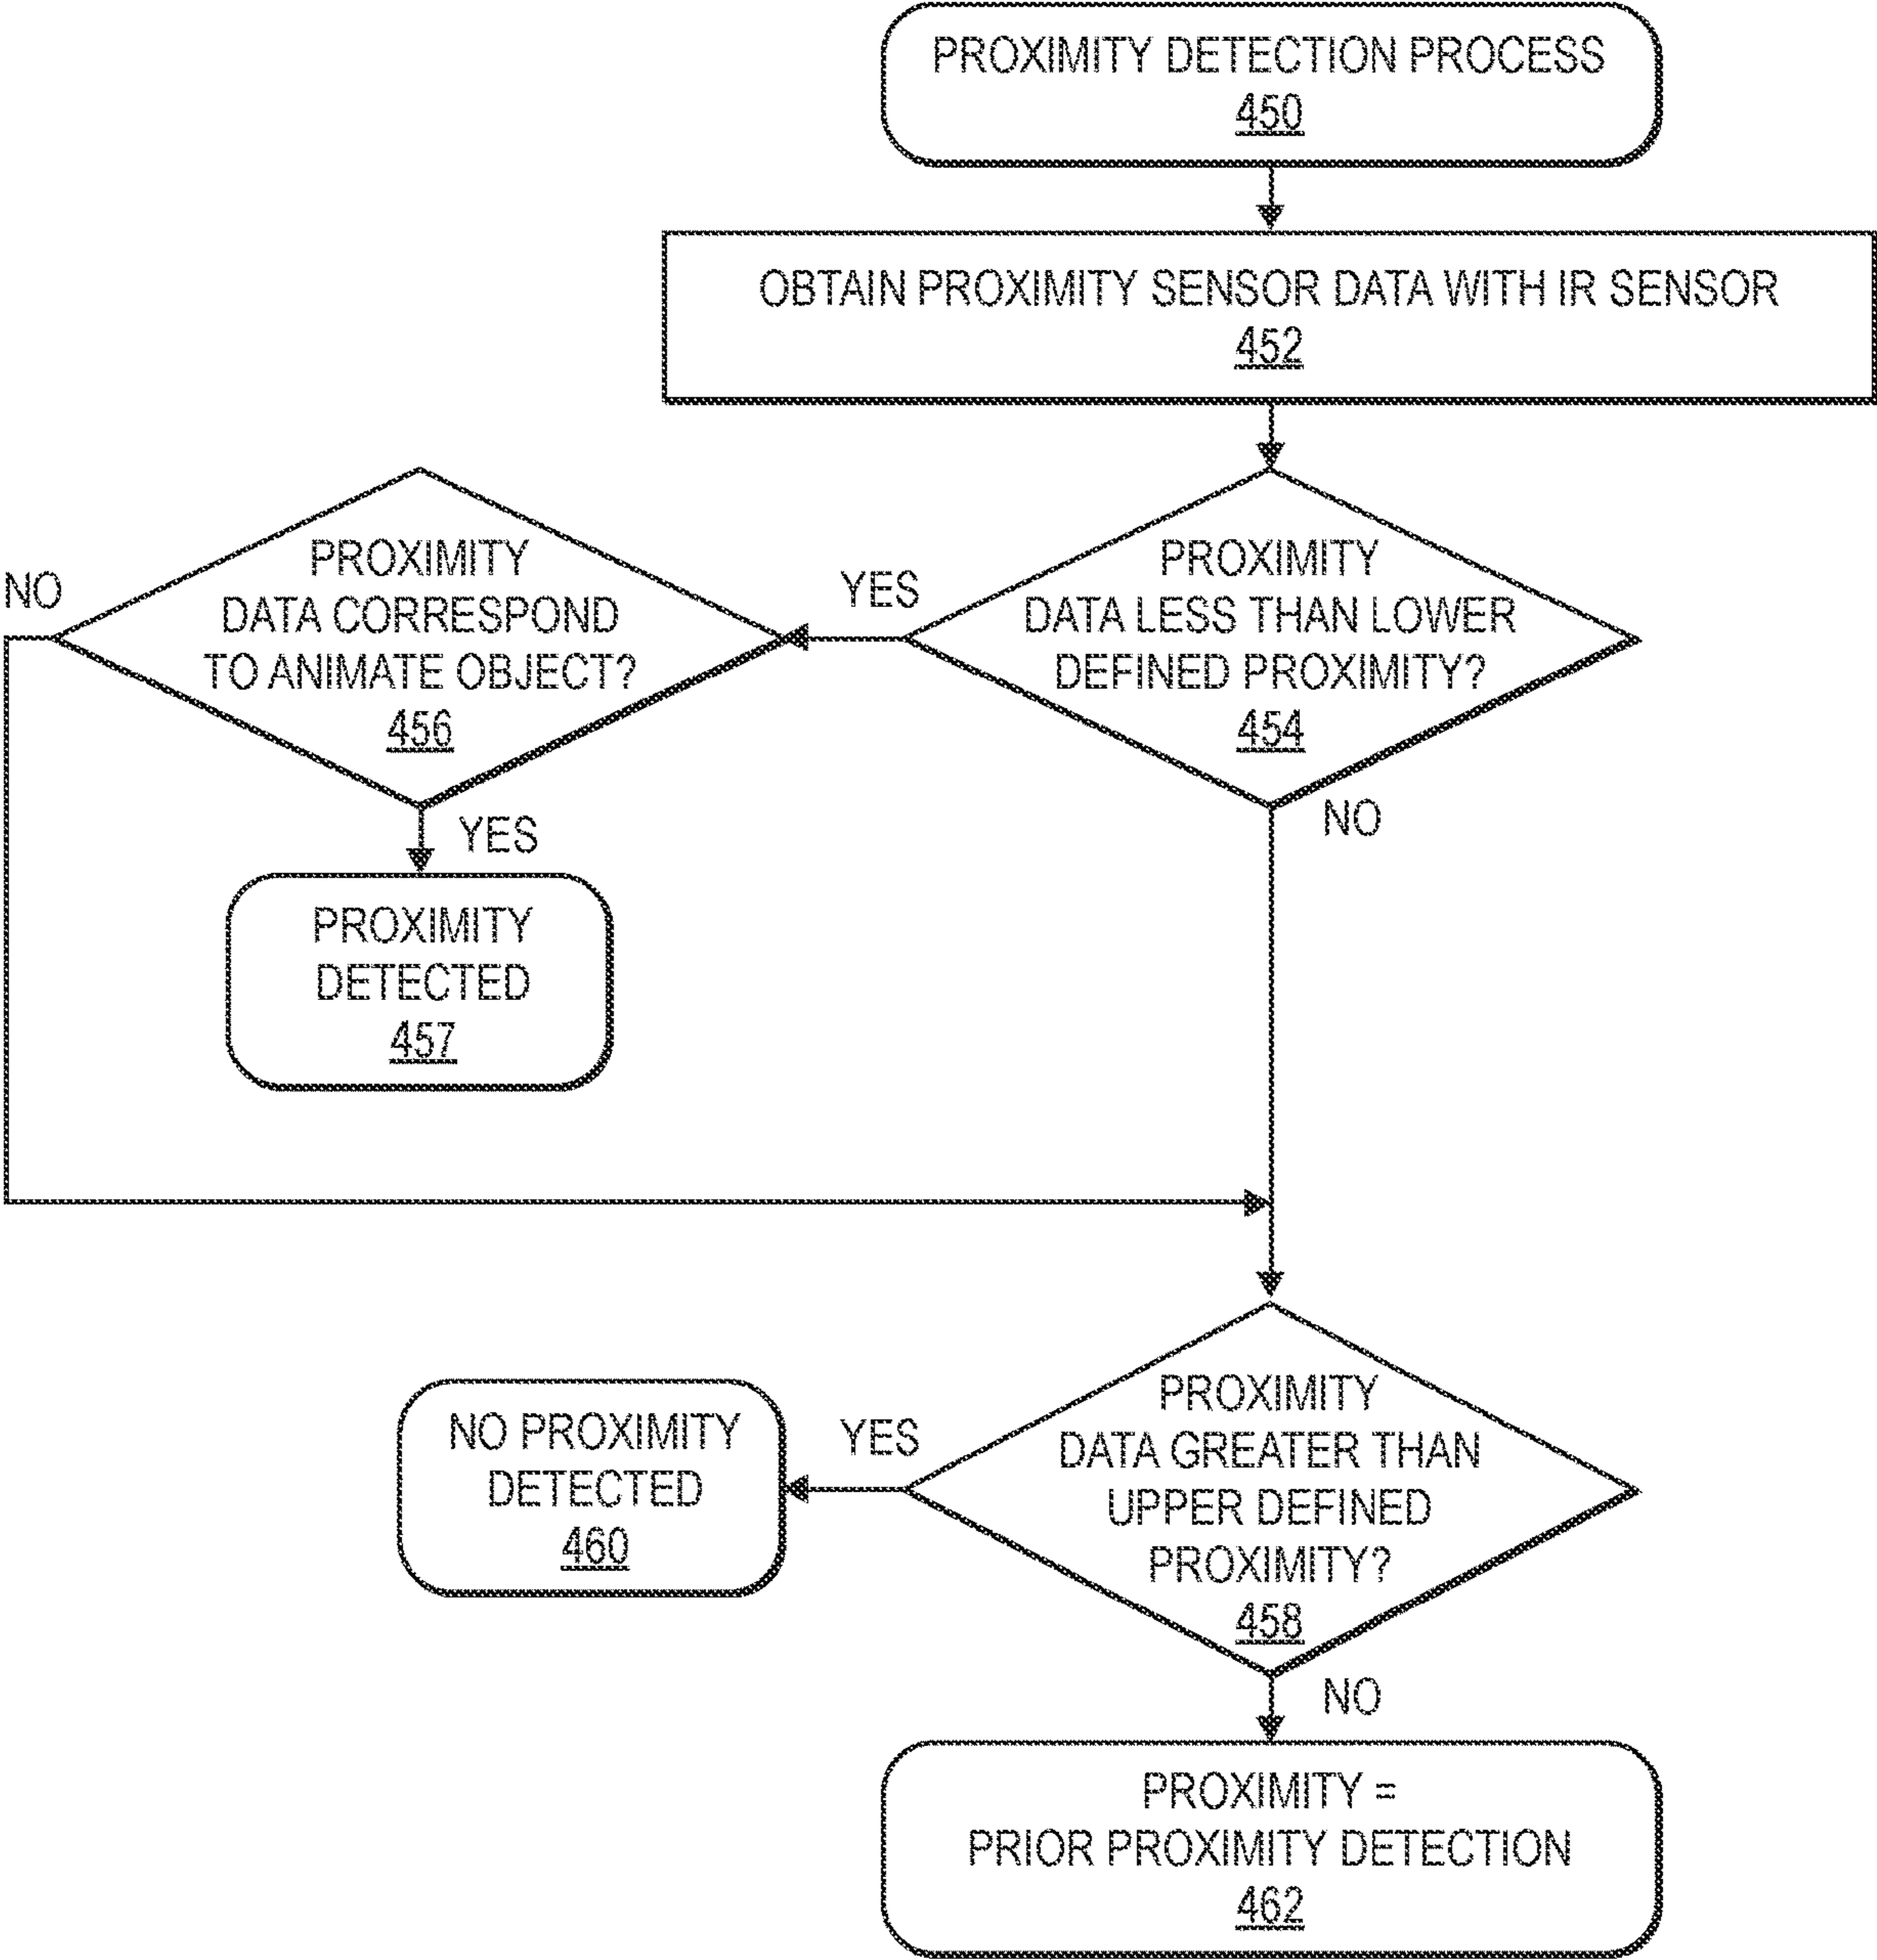 PROXIMITY DETECTION PROCESS
450
OBTAIN PROXIMITY SENSOR DATA WITH IR SENSOR
452
PROXIMITY
DATA LESS THAN LOWER
DEFINED PROXIMITY?
454
YES
NO
PROXIMITY
DATA CORRESPOND
TO ANIMATE OBJECT?
456
NO
YES
PROXIMITY
DETECTED
457
PROXIMITY
DATA GREATER THAN
UPPER DEFINED
PROXIMITY?
458
YES
NO PROXIMITY
DETECTED
460
NO
PROXIMITY =
PRIOR PROXIMITY DETECTION
462